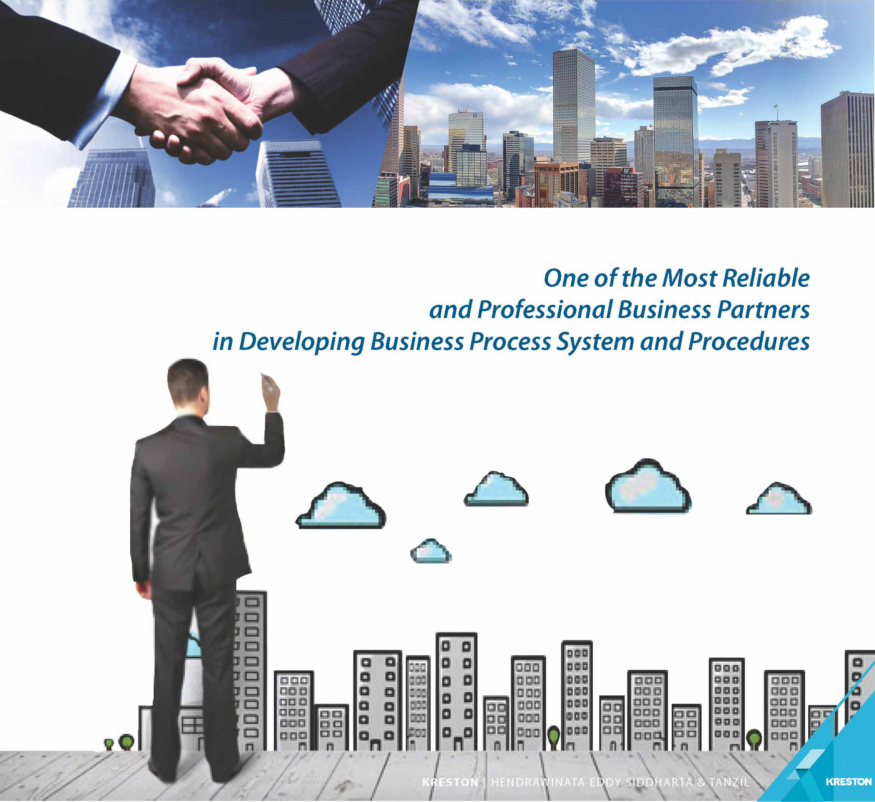 One of the Most Reliable
and Professional Business Partners
in Developing Business Process System and Procedures
KRESTON | HENDRAWINATA EDDY SIDDHARTA & TANZIL
KRESTON